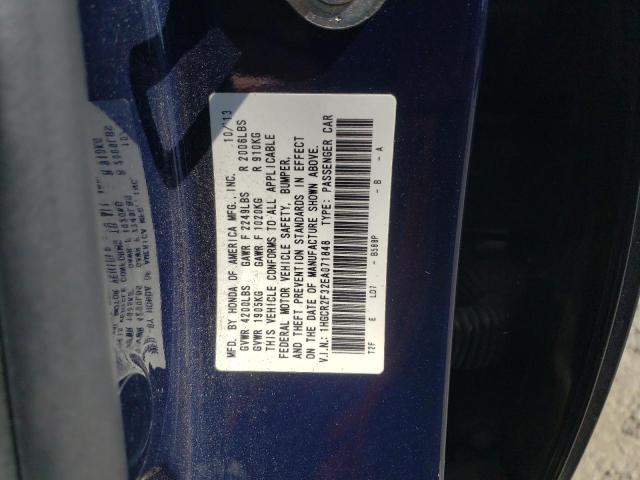 MFD. BY HONDA OF AMERICA MFG., INC. 10/13
GVWR 4200LBS GAWR F 2249LBS R 2006LBS
GVWR 1905KG GAWR F 1020KG R 910KG
THIS VEHICLE CONFORMS TO ALL APPLICABLE
FEDERAL MOTOR VEHICLE SAFETY, BUMPER,
AND THEFT PREVENTION STANDARDS IN EFFECT
ON THE DATE OF MANUFACTURE SHOWN ABOVE.
V.I.N.: 1HGCR2F32EA071848 TYPE: PASSENGER CAR
T2F E LD7 - B588P - B - A